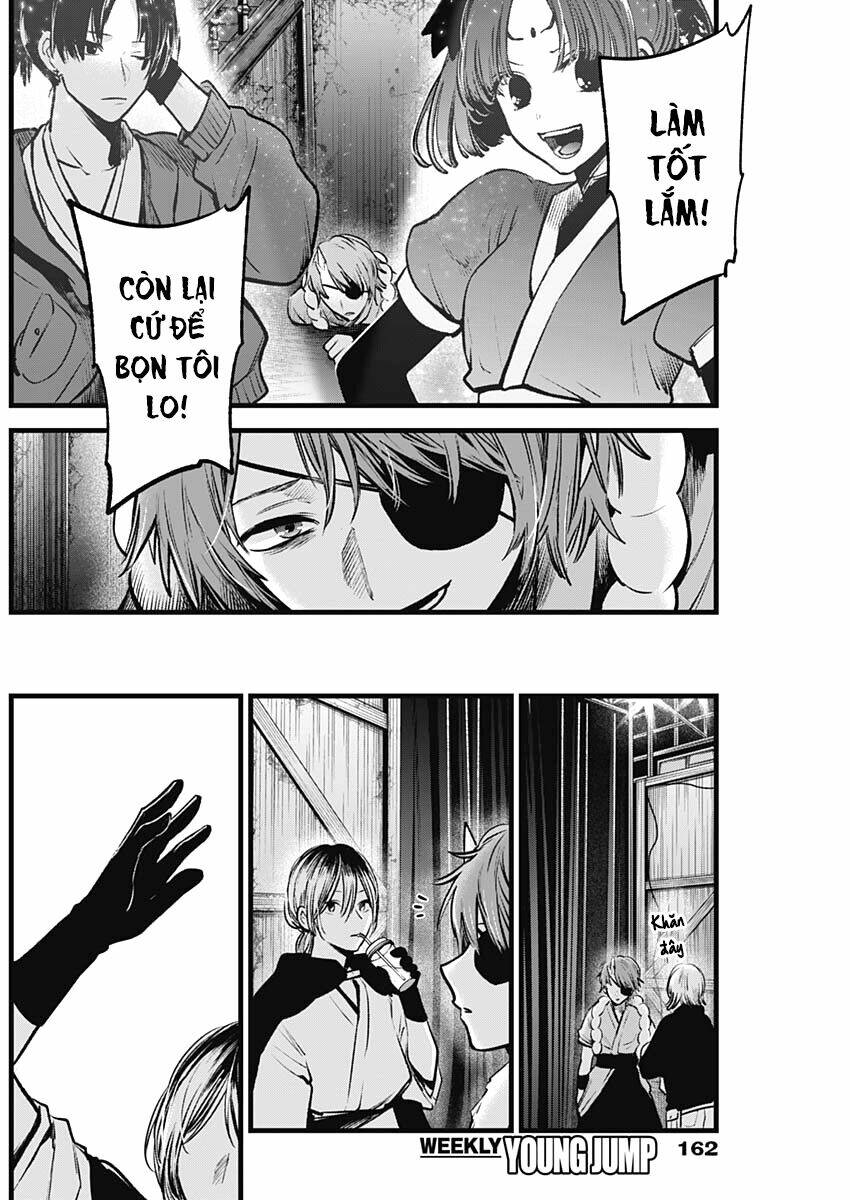 LÀM
TỐT
LẮM!
CÒN LẠI
CỨ ĐỂ
BỌN TÔI
LO!
Khăn
đây
WEEKLY YOUNG JUMP 162